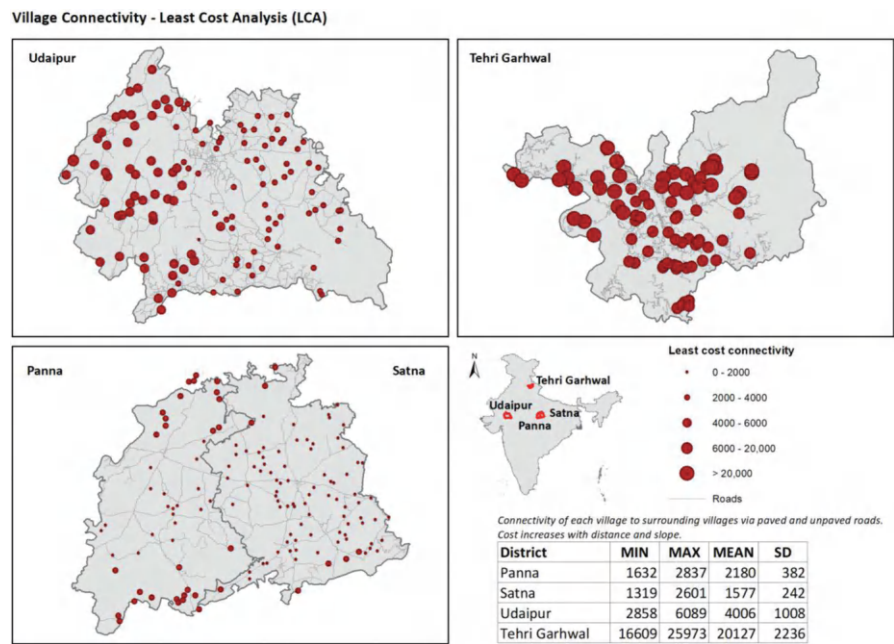 Village Connectivity - Least Cost Analysis (LCA)
Udaipur
Tehri Garhwal
Panna
Satna
N
Tehri Garhwal
Udaipur
Satna
Panna
Least cost connectivity
0 - 2000
2000 - 4000
4000 - 6000
6000 - 20,000
> 20,000
Roads
Connectivity of each village to surrounding villages via paved and unpaved roads.
Cost increases with distance and slope.
District MIN MAX MEAN SD
Panna 1632 2837 2180 382
Satna 1319 2601 1577 242
Udaipur 2858 6089 4006 1008
Tehri Garhwal 16609 25973 20127 2236